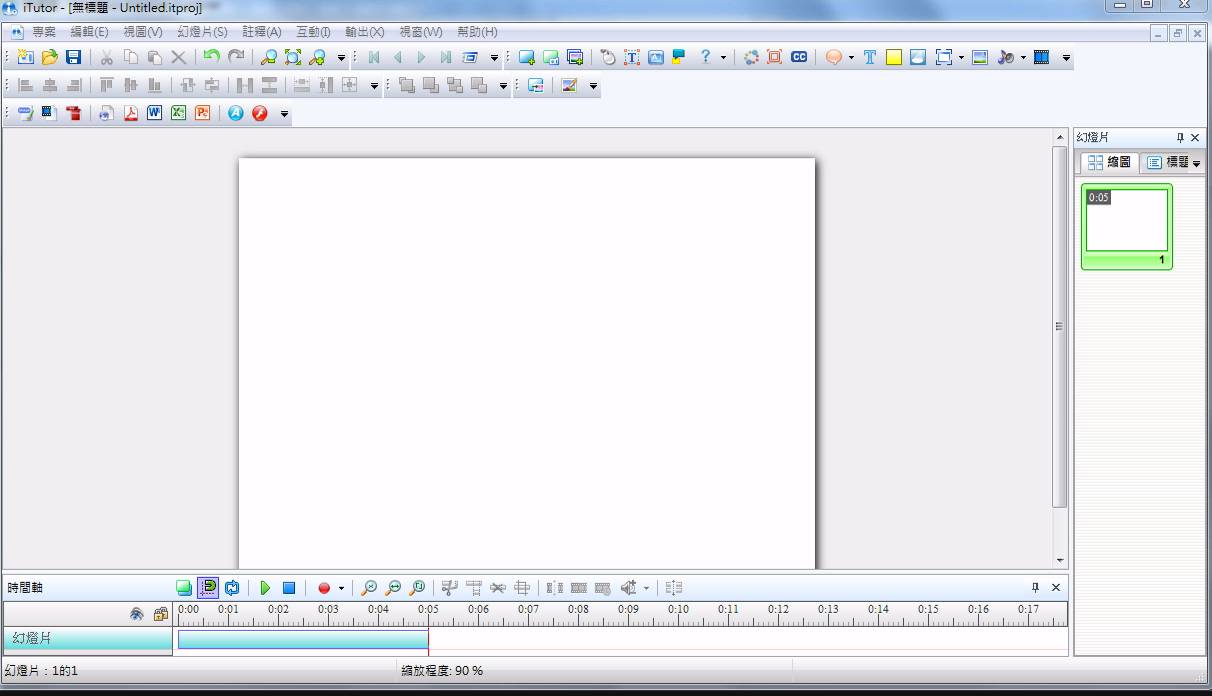 iTutor - [無標題 - Untitled.itproj]
專案 編輯(E) 視圖(V) 幻燈片(S) 註釋(A) 互動(I) 輸出(X) 視窗(W) 幫助(H)
幻燈片
縮圖 標題
0:05
1
時間軸
0:00 0:01 0:02 0:03 0:04 0:05 0:06 0:07 0:08 0:09 0:10 0:11 0:12 0:13 0:14 0:15 0:16 0:17
幻燈片
幻燈片：1的1 縮放程度: 90 %